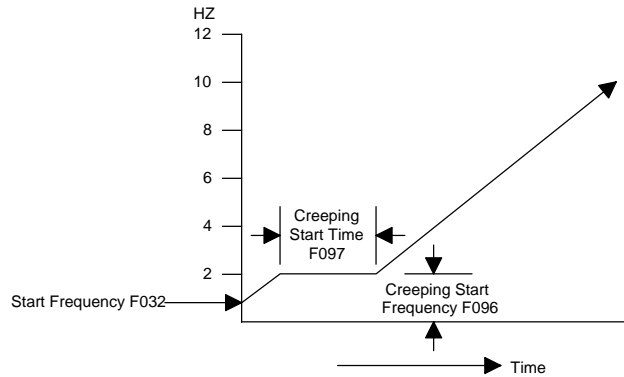 HZ
12
10
8
6
4
2
Creeping
Start Time
F097
Start Frequency F032
Creeping Start
Frequency F096
Time